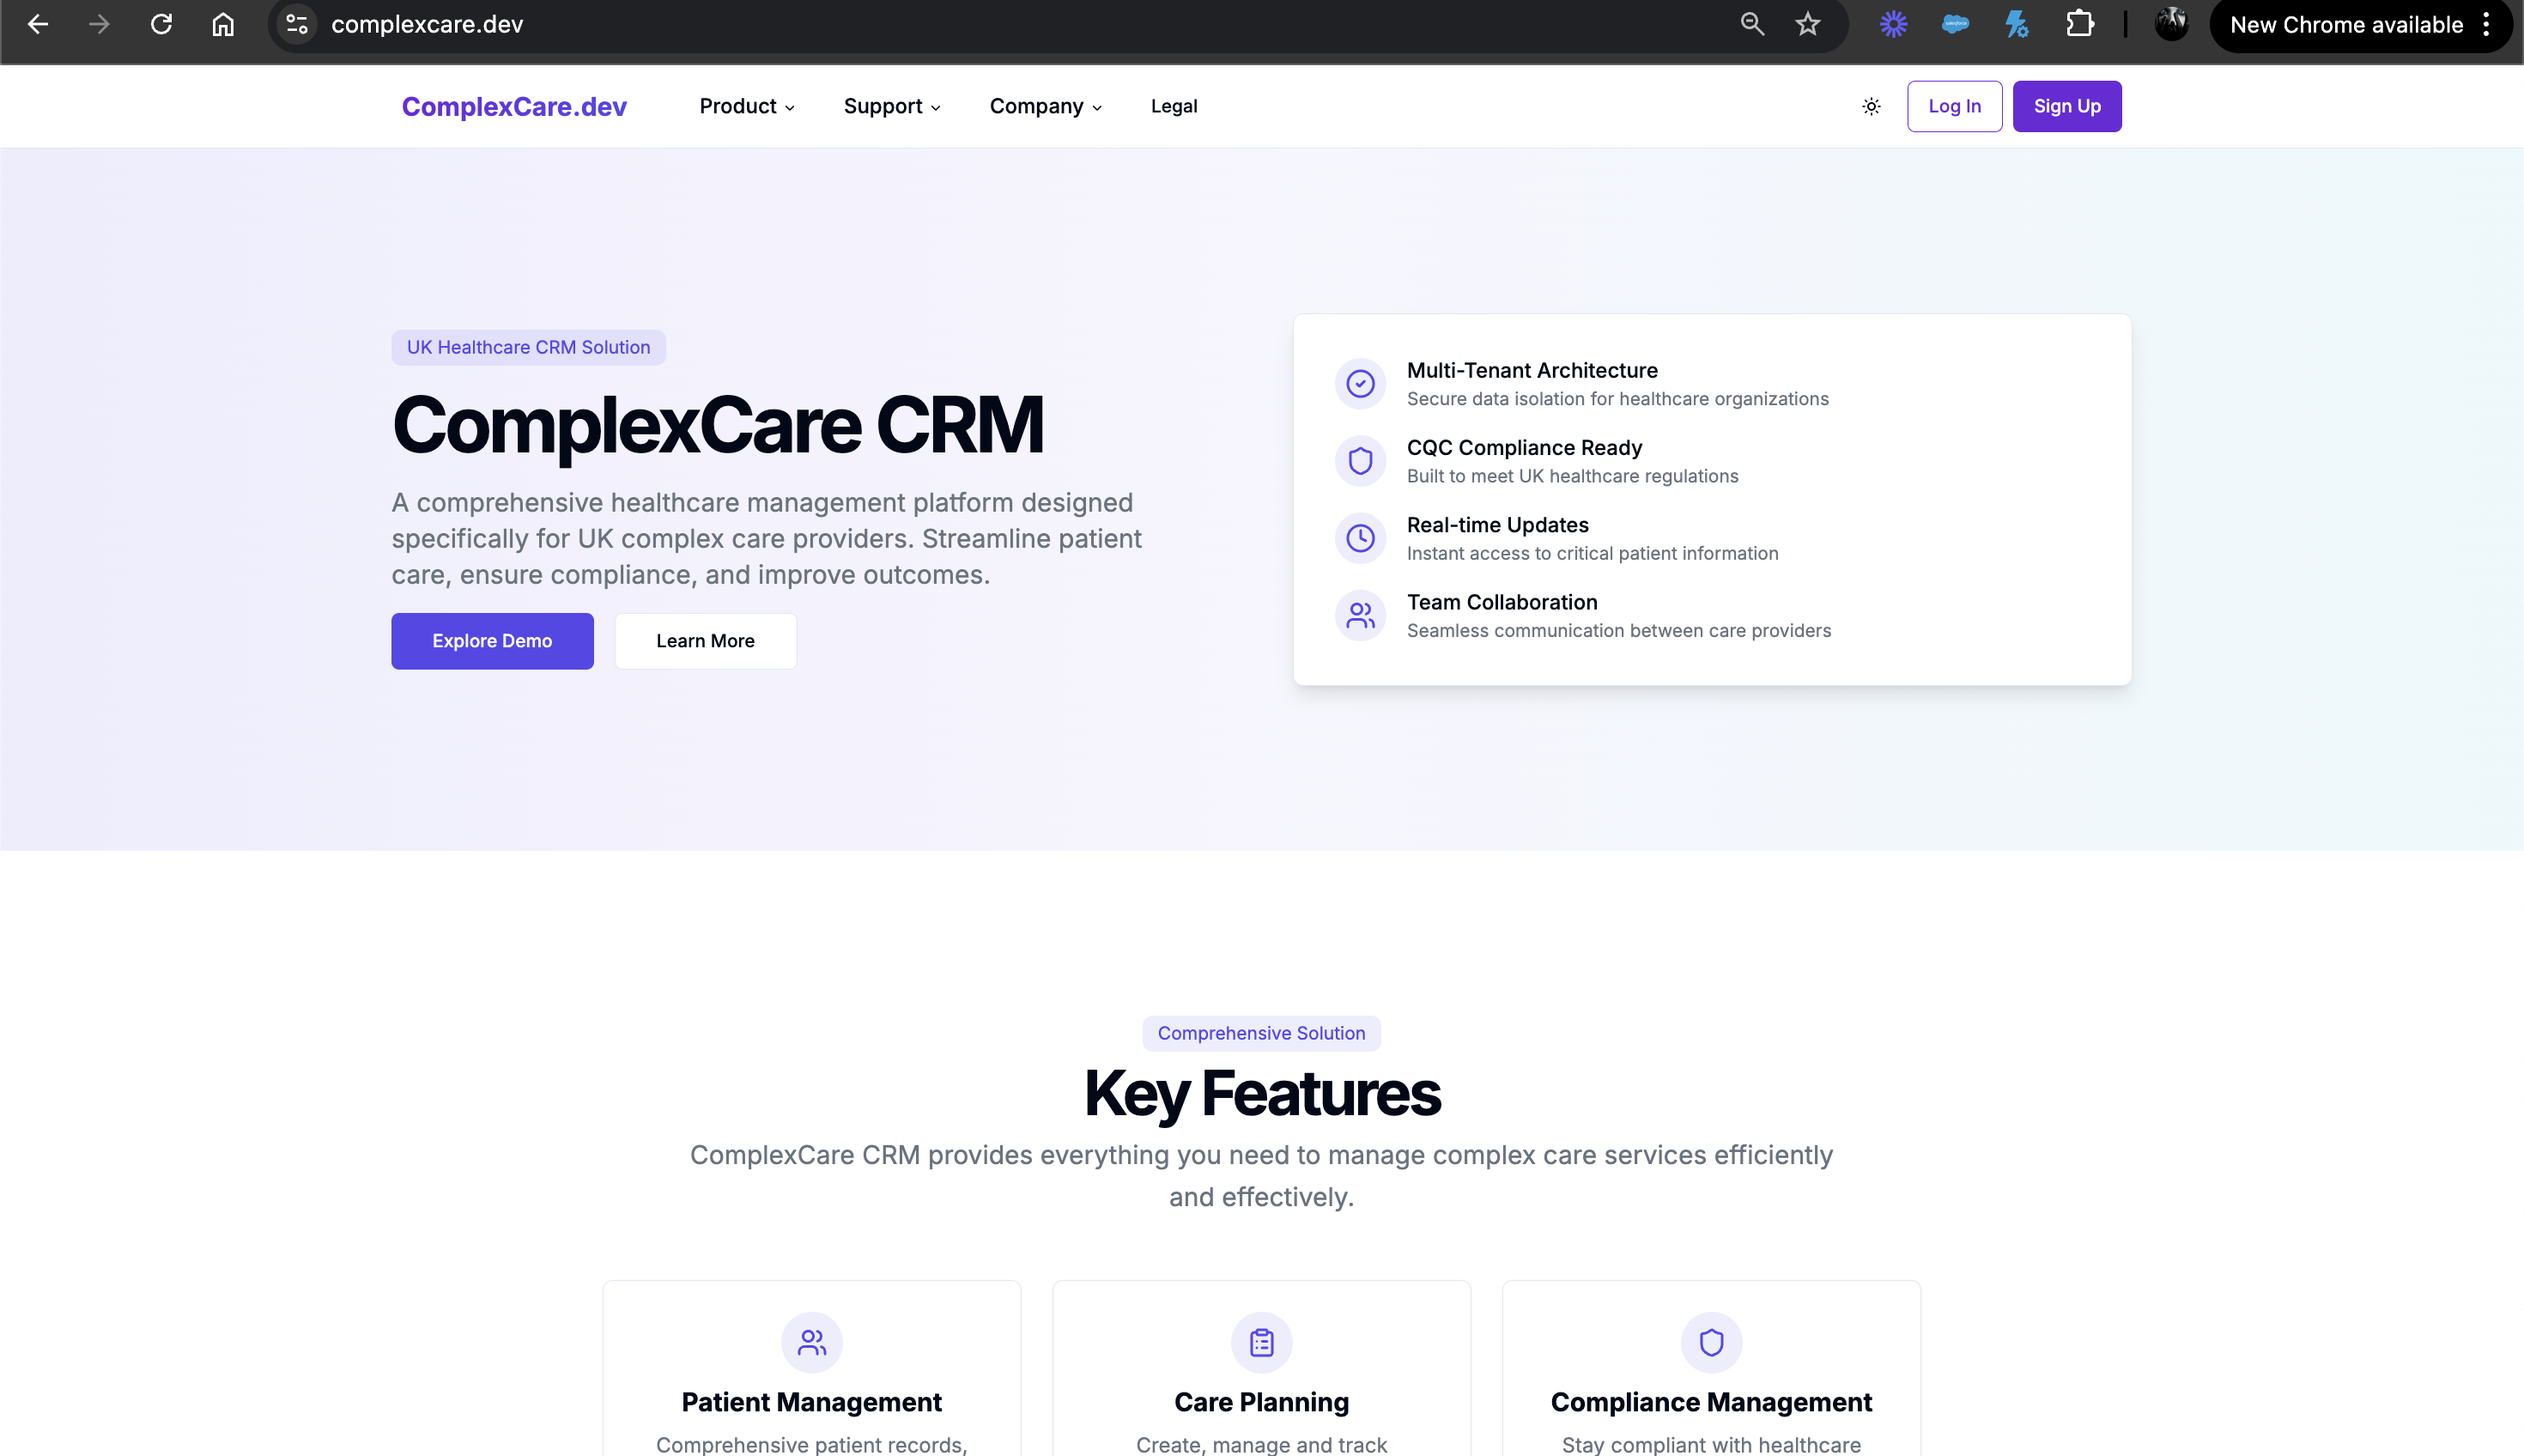 complexcare.dev
New Chrome available
ComplexCare.dev
Product
Support
Company
Legal
Log In
Sign Up
UK Healthcare CRM Solution
ComplexCare CRM
A comprehensive healthcare management platform designed
specifically for UK complex care providers. Streamline patient
care, ensure compliance, and improve outcomes.
Explore Demo
Learn More
Multi-Tenant Architecture
Secure data isolation for healthcare organizations
CQC Compliance Ready
Built to meet UK healthcare regulations
Real-time Updates
Instant access to critical patient information
Team Collaboration
Seamless communication between care providers
Comprehensive Solution
Key Features
ComplexCare CRM provides everything you need to manage complex care services efficiently
and effectively.
Patient Management
Comprehensive patient records,
Care Planning
Create, manage and track
Compliance Management
Stay compliant with healthcare